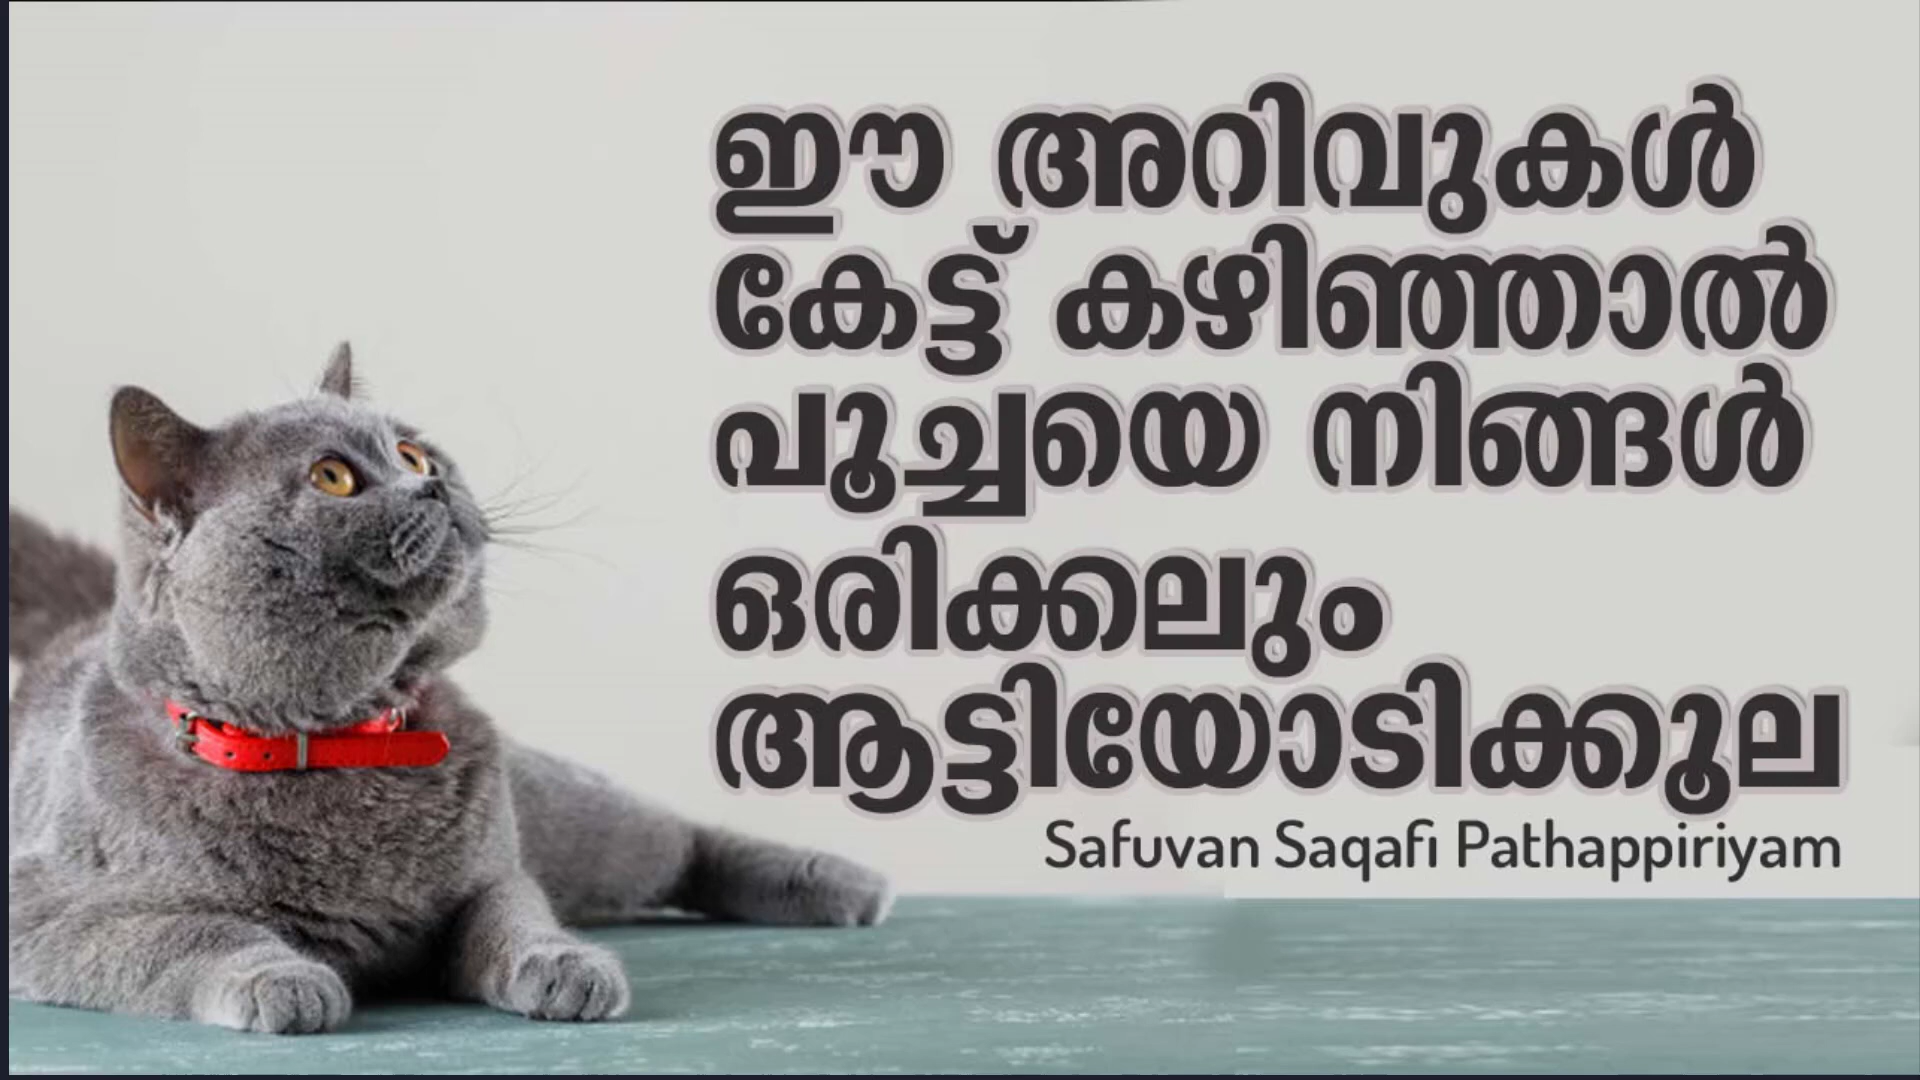 ഈ അറിവുകൾ
കേട്ട് കഴിഞ്ഞാൽ
പൂച്ചയെ നിങ്ങൾ
ഒരിക്കലും
ആട്ടിയോടിക്കൂല
Safuvan Saqafi Pathappiriyam